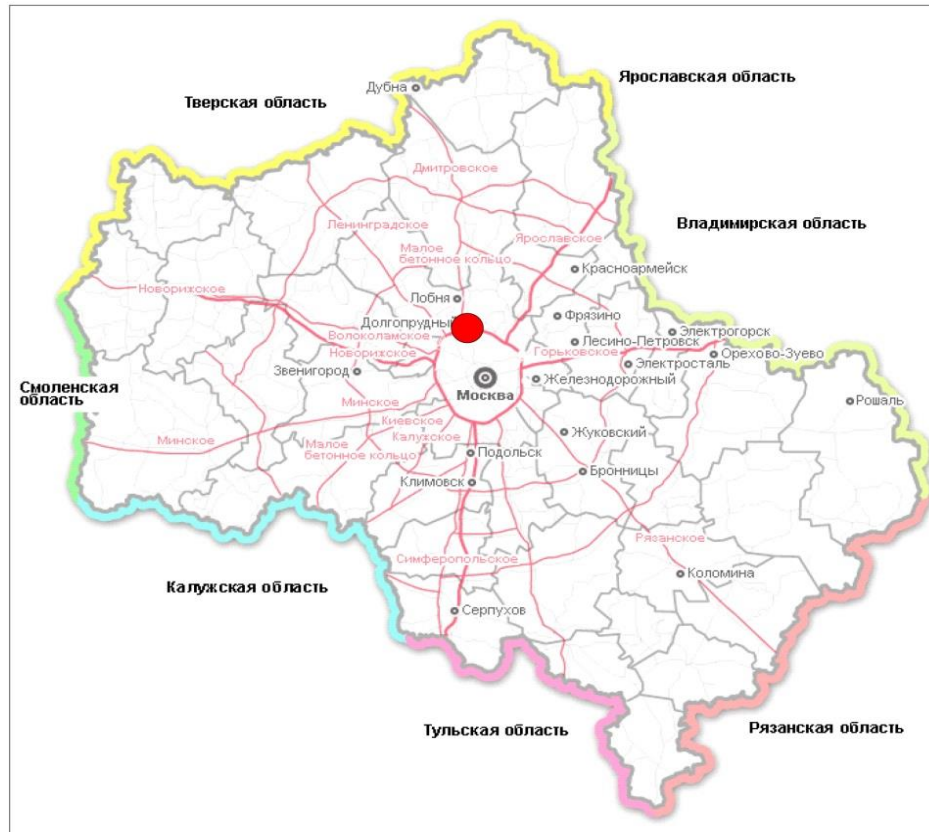 Ярославская область
Дубна
Тверская область
Дмитровское
Владимирская область
Ленинградское
Ярославское
Малое
бетонное кольцо
Красноармейск
Новорижское
Лобня
Фрязино
Долгопрудный
Электрогорск
Волоколамское
Лесино-Петровск
Новорижское
Горьковское
Орехово-Зуево
Звенигород
Электросталь
Железнодорожный
Смоленская
область
Москва
Минское
Рошаль
Киевское
Минское
Калужское
Жуковский
Малое
бетонное кольцо
Подольск
Бронницы
Климовск
Рязанское
Симферопольское
Коломина
Калужская область
Серпухов
Тульская область
Рязанская область